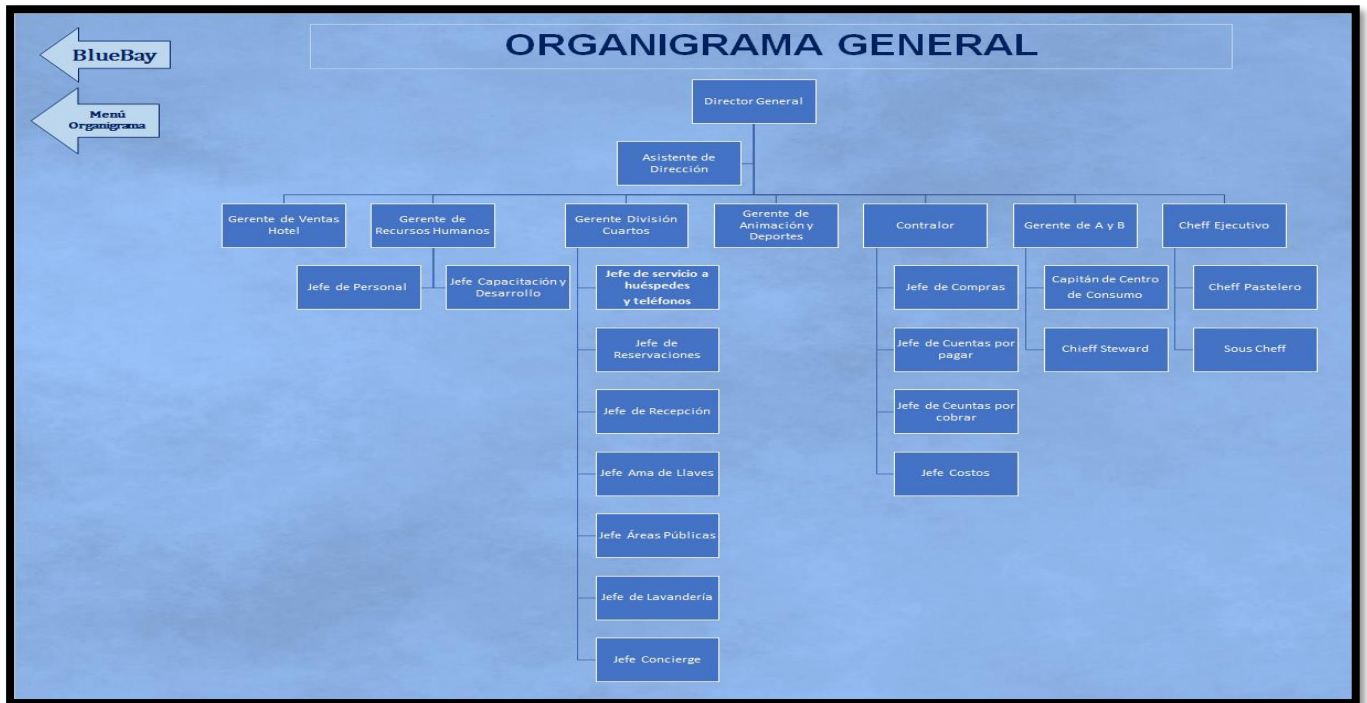 BlueBay
ORGANIGRAMA GENERAL
Menú
Organigrama
Director General
Asistente de
Dirección
Gerente de Ventas
Hotel
Gerente de
Recursos Humanos
Gerente División
Cuartos
Gerente de
Animación y
Deportes
Contralor
Gerente de A y B
Cheff Ejecutivo
Jefe de Personal
Jefe Capacitación y
Desarrollo
Jefe de servicio a
huéspedes
y teléfonos
Jefe de
Reservaciones
Jefe de Recepción
Jefe Ama de Llaves
Jefe Áreas Públicas
Jefe de Lavandería
Jefe Concierge
Jefe de Compras
Jefe de Cuentas por
pagar
Jefe de Ceuntas por
cobrar
Jefe Costos
Capitán de Centro
de Consumo
Chieff Steward
Cheff Pastelero
Sous Cheff